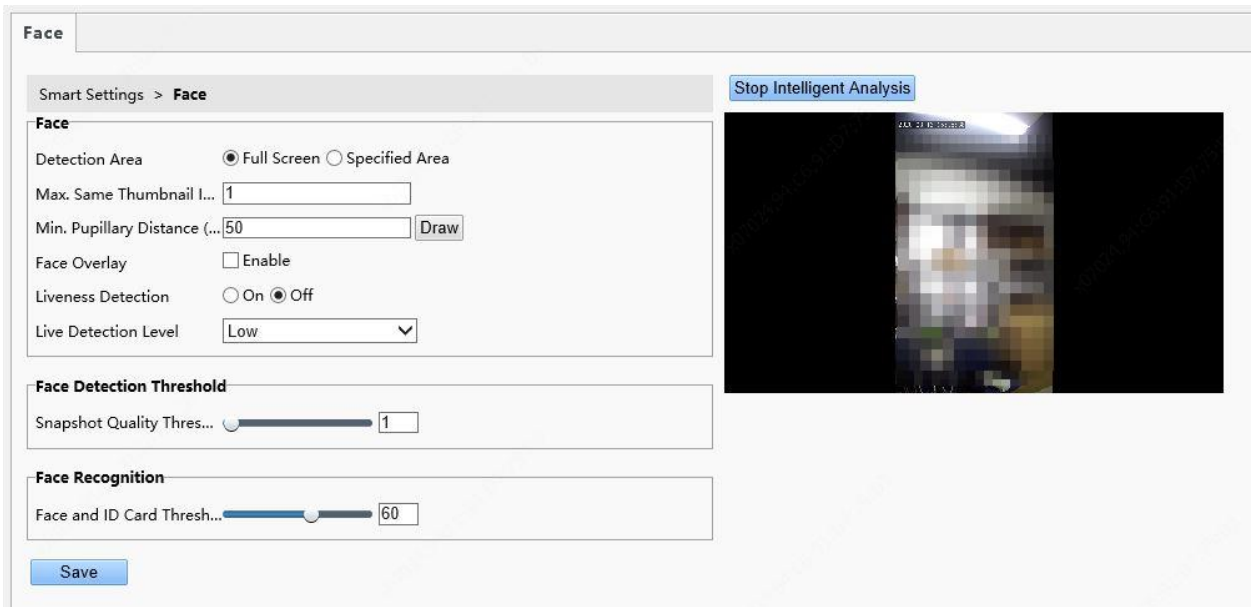 Face
Smart Settings > Face
Stop Intelligent Analysis
Face
Detection Area Full Screen Specified Area
Max. Same Thumbnail I... 1
Min. Pupillary Distance (... 50 Draw
Face Overlay Enable
Liveness Detection On Off
Live Detection Level Low
Face Detection Threshold
Snapshot Quality Thres... 1
Face Recognition
Face and ID Card Thresh... 60
Save